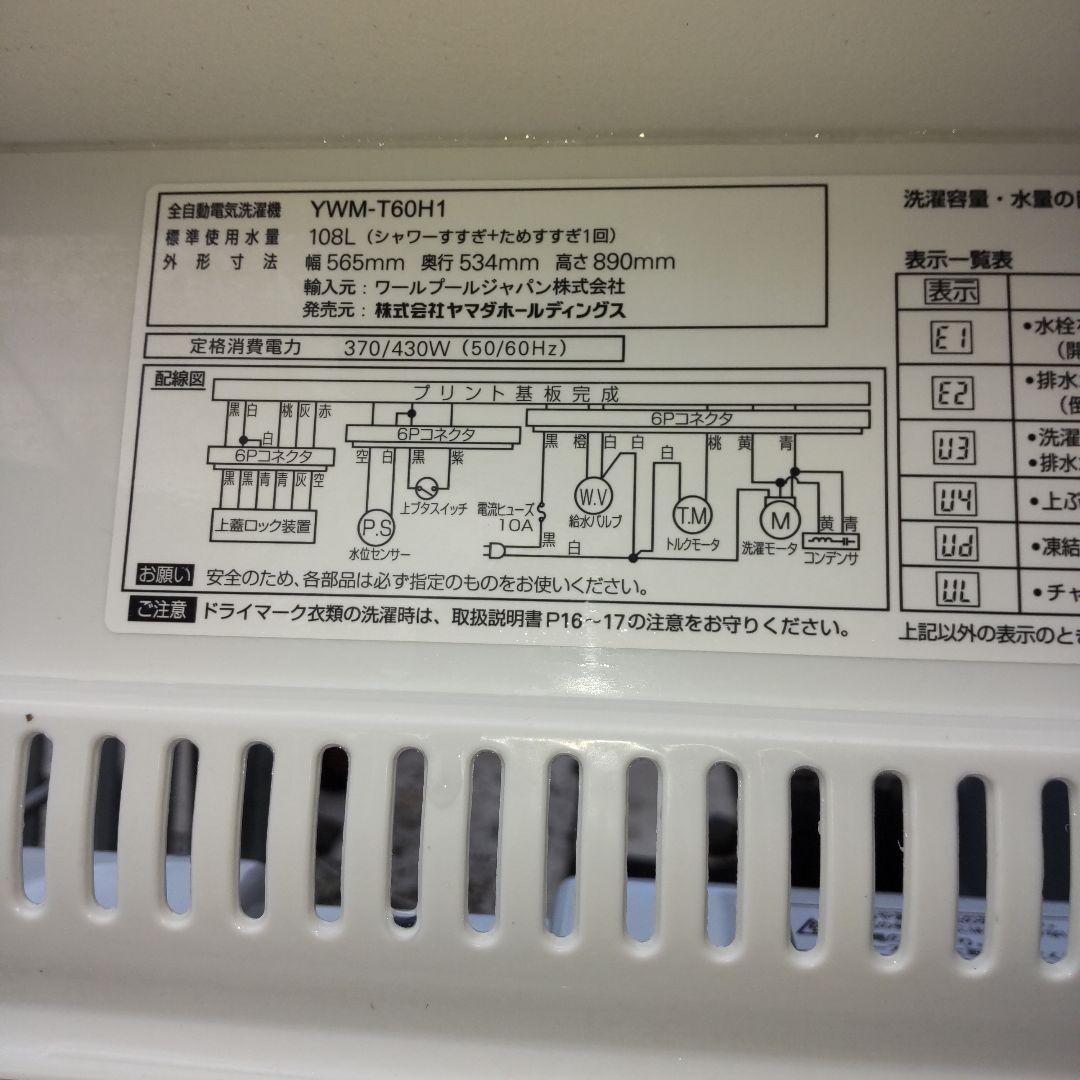 全自動電気洗濯機 YWM-T60H1
標準使用水量 108L（シャワーすすぎ+ためすすぎ1回）
外形寸法 幅565mm 奥行534mm 高さ890mm
輸入元：ワールプールジャパン株式会社
発売元：株式会社ヤマダホールディングス
定格消費電力 370/430W（50/60Hz）
配線図
プリント基板完成
黒 白 桃 灰 赤
白
6Pコネクタ
黒 黒 青 青 灰 空
上蓋ロック装置
6Pコネクタ
空 白 黒 紫
上ブタスイッチ
P.S
水位センサー
6Pコネクタ
黒 橙 白 白 白 桃 黄 青
電流ヒューズ
10A
黒 白
W.V
給水バルブ
T.M
トルクモータ
M
洗濯モータ
黄 青
コンデンサ
お願い 安全のため、各部品は必ず指定のものをお使いください。
ご注意 ドライマーク衣類の洗濯時は、取扱説明書P16～17の注意をお守りください。
洗濯容量・水量の
表示一覧表
表示
E1 •水栓
（開
E2 •排水
（倒
U3 •洗濯
•排水
U4 •上ぶ
Ud •凍結
UL •チャ
上記以外の表示のとき